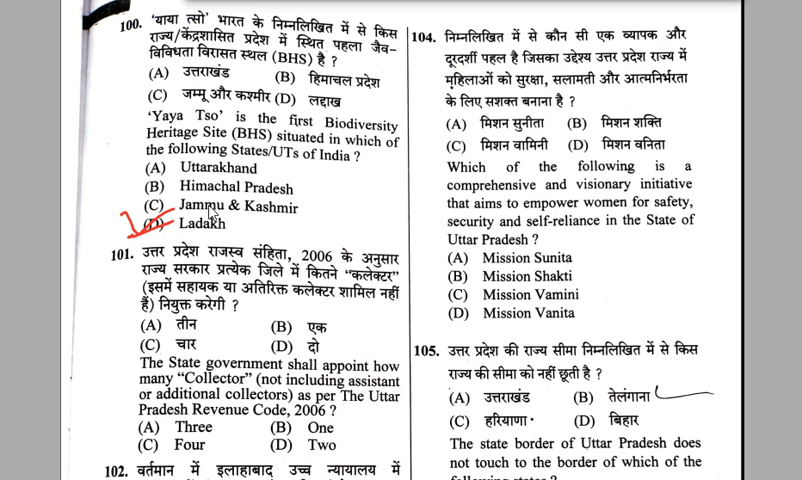 100. 'याया त्सो' भारत के निम्नलिखित में से किस
राज्य/केंद्रशासित प्रदेश में स्थित पहला जैव-
विविधता विरासत स्थल (BHS) है ?
(A) उत्तराखंड (B) हिमाचल प्रदेश
(C) जम्मू और कश्मीर (D) लद्दाख
'Yaya Tso' is the first Biodiversity
Heritage Site (BHS) situated in which of
the following States/UTs of India ?
(A) Uttarakhand
(B) Himachal Pradesh
(C) Jammu & Kashmir
(D) Ladakh
101. उत्तर प्रदेश राजस्व संहिता, 2006 के अनुसार
राज्य सरकार प्रत्येक जिले में कितने “कलेक्टर”
(इसमें सहायक या अतिरिक्त कलेक्टर शामिल नहीं
हैं) नियुक्त करेगी ?
(A) तीन (B) एक
(C) चार (D) दो
The State government shall appoint how
many “Collector” (not including assistant
or additional collectors) as per The Uttar
Pradesh Revenue Code, 2006 ?
(A) Three (B) One
(C) Four (D) Two
102. वर्तमान में इलाहाबाद उच्च न्यायालय में
104. निम्नलिखित में से कौन सी एक व्यापक और
दूरदर्शी पहल है जिसका उद्देश्य उत्तर प्रदेश राज्य में
महिलाओं को सुरक्षा, सलामती और आत्मनिर्भरता
के लिए सशक्त बनाना है ?
(A) मिशन सुनीता (B) मिशन शक्ति
(C) मिशन वामिनी (D) मिशन वनिता
Which of the following is a
comprehensive and visionary initiative
that aims to empower women for safety,
security and self-reliance in the State of
Uttar Pradesh ?
(A) Mission Sunita
(B) Mission Shakti
(C) Mission Vamini
(D) Mission Vanita
105. उत्तर प्रदेश की राज्य सीमा निम्नलिखित में से किस
राज्य की सीमा को नहीं छूती है ?
(A) उत्तराखंड (B) तेलंगाना
(C) हरियाणा (D) बिहार
The state border of Uttar Pradesh does
not touch to the border of which of the
following states ?